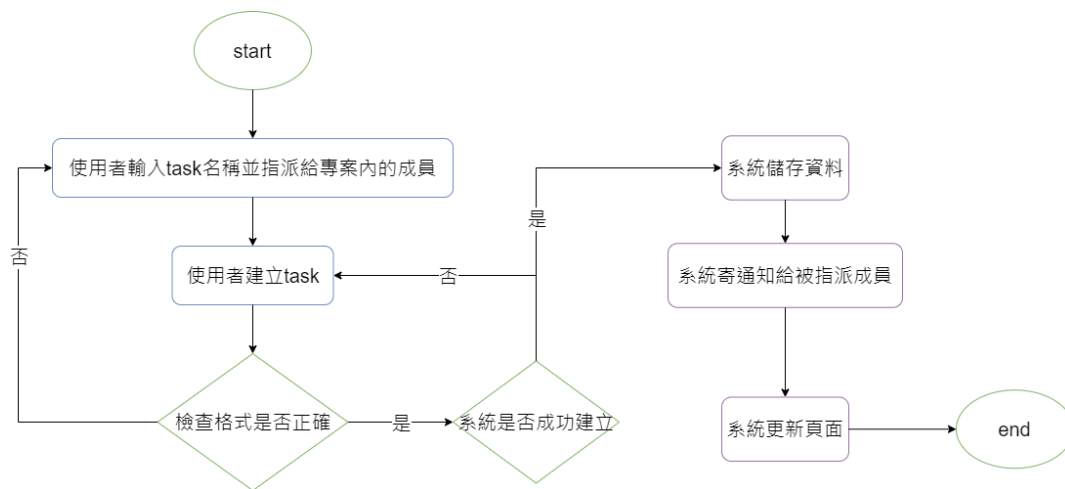 start
使用者輸入task名稱並指派給專案內的成員
使用者建立task
檢查格式是否正確
否
是
系統是否成功建立
否
是
系統儲存資料
系統寄通知給被指派成員
系統更新頁面
end